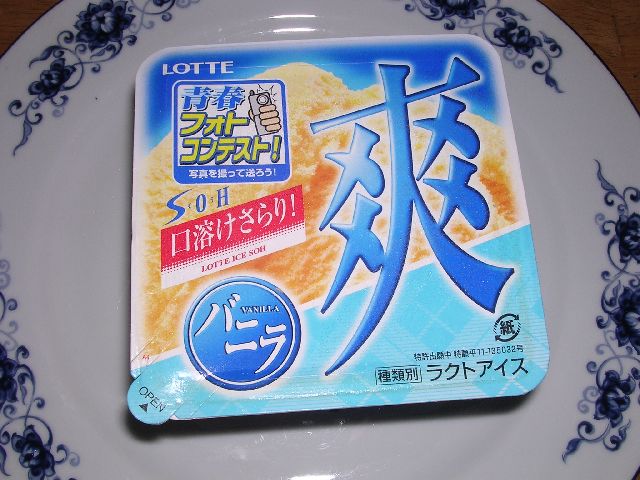 LOTTE
青春
フォト
コンテスト!
写真を撮って送ろう!
爽
S・O・H
口溶けさらり!
LOTTE ICE SOH
VANILLA
バニラ
紙
特許出願中 特願平11-135032号
種類別 ラクトアイス
OPEN